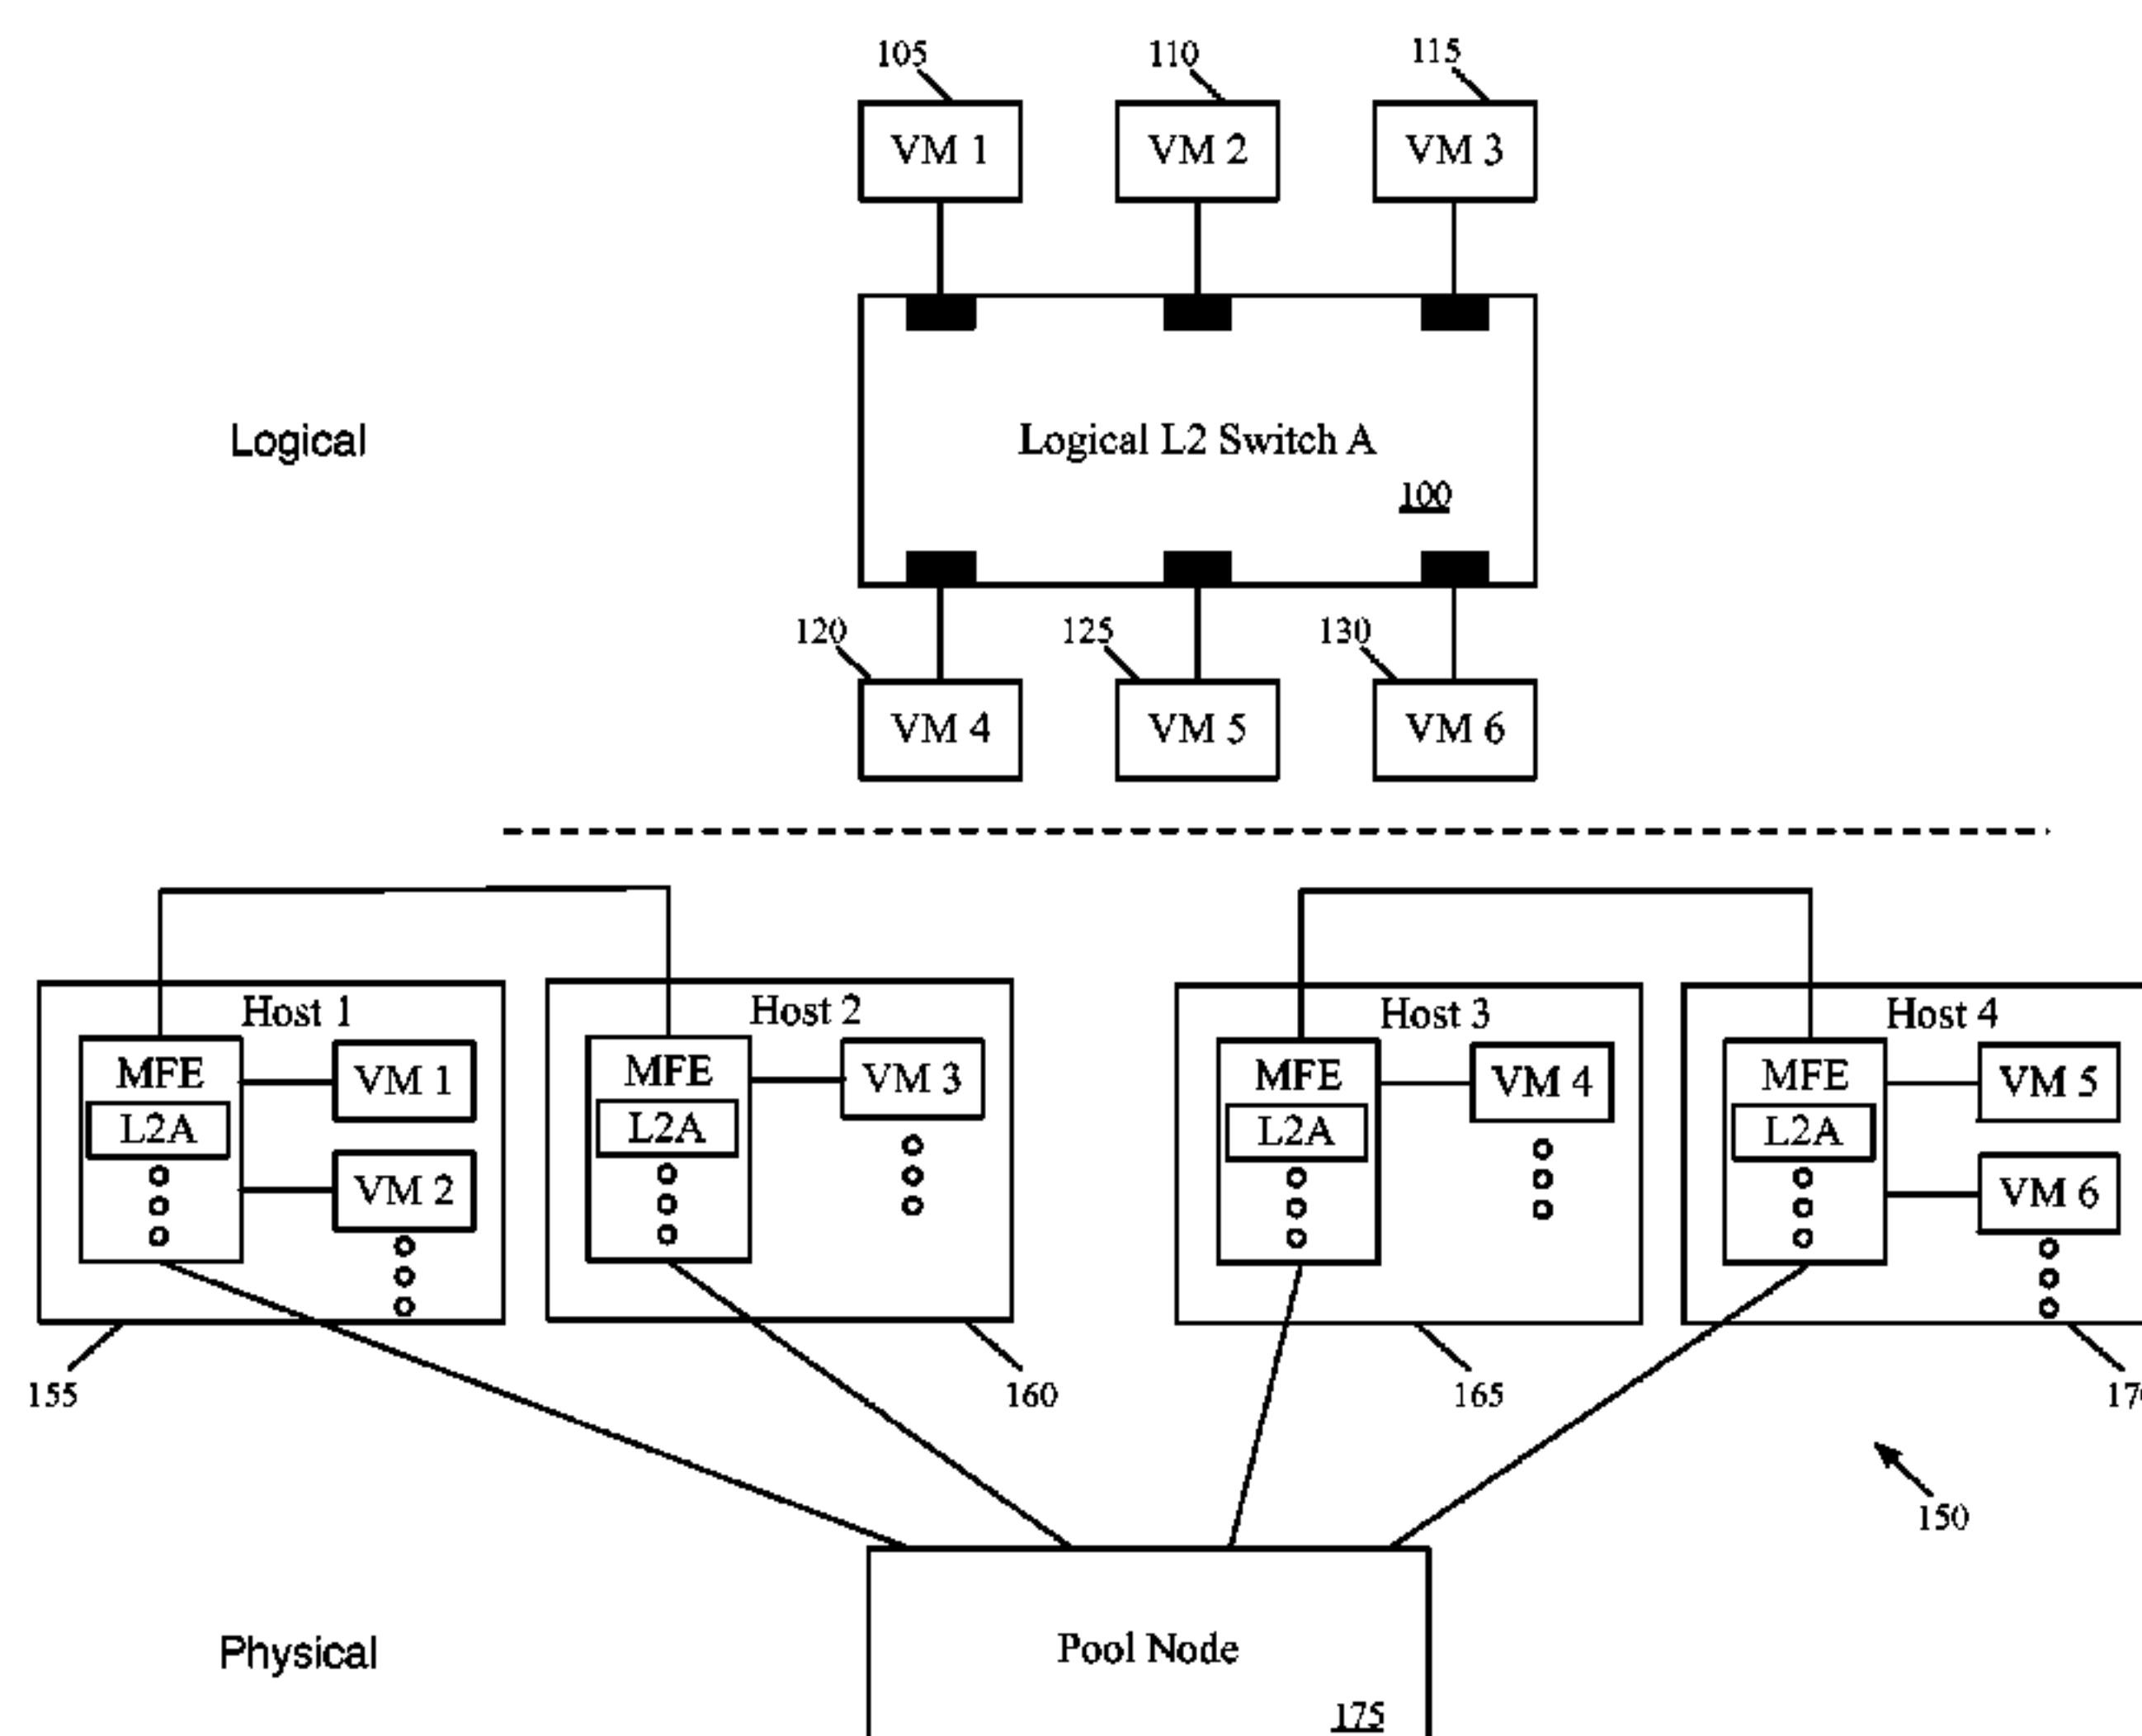 105
110
115
VM 1
VM 2
VM 3
Logical
Logical L2 Switch A
100
120
125
130
VM 4
VM 5
VM 6
Host 1
MFE
L2A
VM 1
VM 2
Host 2
MFE
L2A
VM 3
Host 3
MFE
L2A
VM 4
Host 4
MFE
L2A
VM 5
VM 6
155
160
165
150
Physical
Pool Node
175